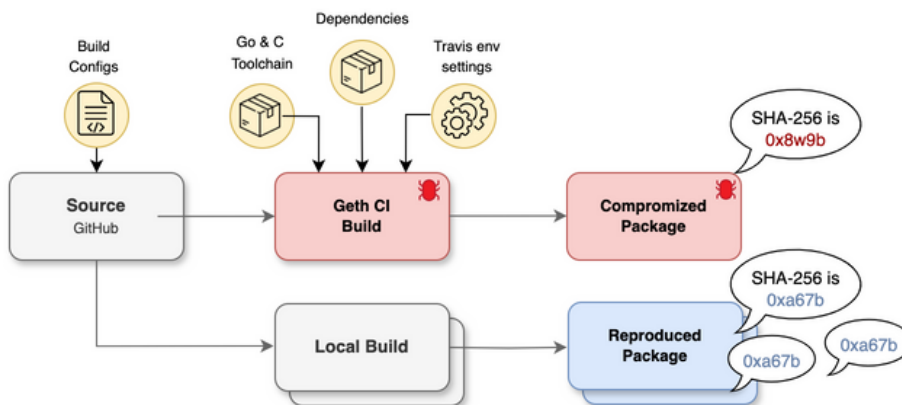 Dependencies
Build
Configs
Go & C
Toolchain
Travis env
settings
SHA-256 is
0x8w9b
Source
GitHub
Geth CI
Build
Compromized
Package
SHA-256 is
0xa67b
Local Build
Reproduced
Package
0xa67b
0xa67b